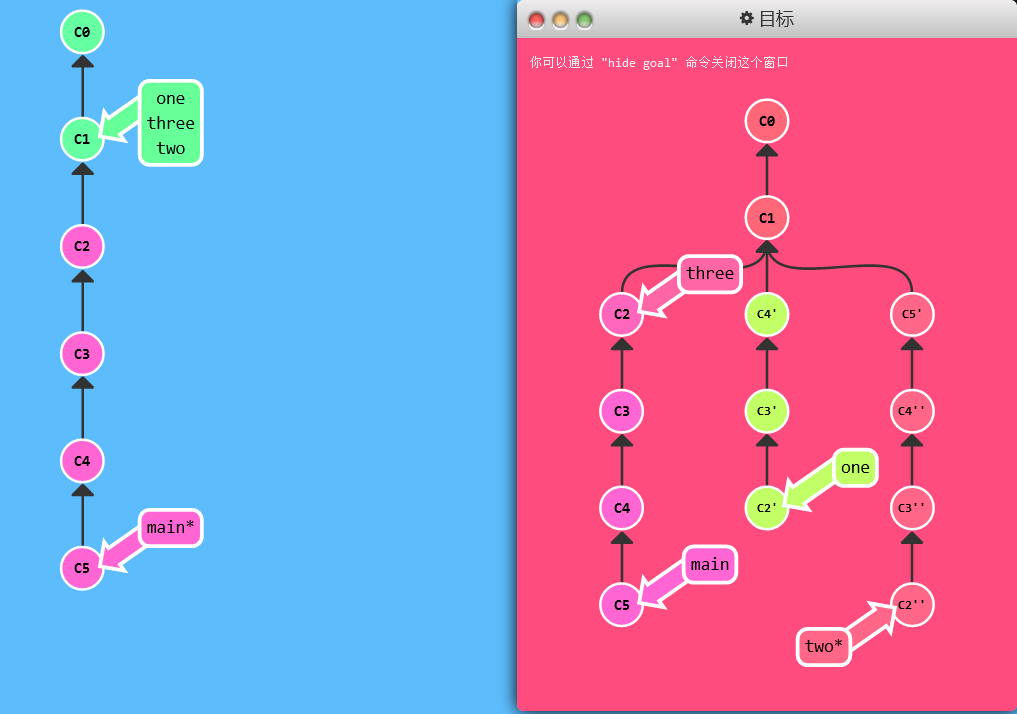 C0
one
three
two
C1
C2
C3
C4
main*
C5
目标
你可以通过 "hide goal" 命令关闭这个窗口
C0
C1
three
C2
C4'
C5'
C3
C3'
C4''
one
C4
C2'
C3''
main
C5
C2''
two*